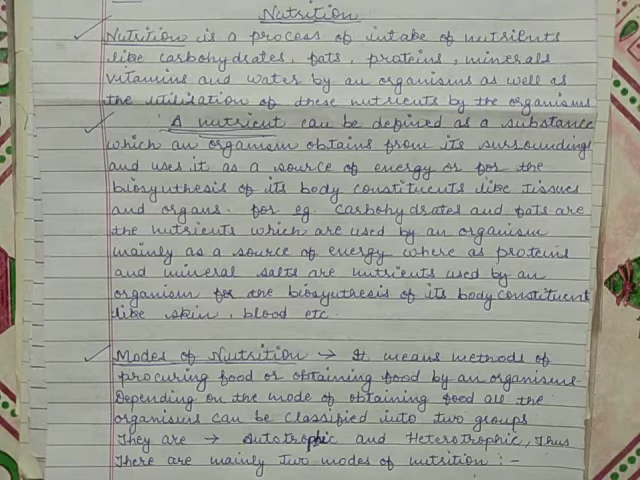 Nutrition
Nutrition is a process of intake of nutrients
like carbohydrates, fats, proteins, minerals
vitamins and water by an organisms as well as
the utilisation of these nutrients by the organisms
A nutrient can be defined as a substance
which an organism obtains from its surroundings
and uses it as a source of energy or for the
biosynthesis of its body constituents like tissues
and organs. for eg. carbohydrates and fats are
the nutrients which are used by an organism
mainly as a source of energy where as proteins
and mineral salts are nutrients used by an
organism for the biosynthesis of its body constituent
like skin, blood etc.
Modes of Nutrition → It means methods of
procuring food or obtaining food by an organisms.
Depending on the mode of obtaining food all the
organisms can be classified into two groups
They are → Autotrophic and Heterotrophic, Thus
There are mainly two modes of nutrition :-